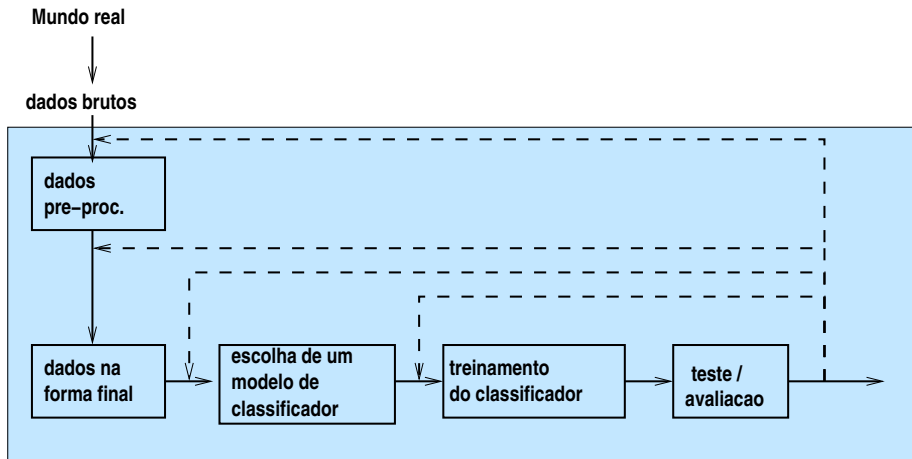 Mundo real
dados brutos
dados
pre–proc.
dados na
forma final
escolha de um
modelo de
classificador
treinamento
do classificador
teste /
avaliacao